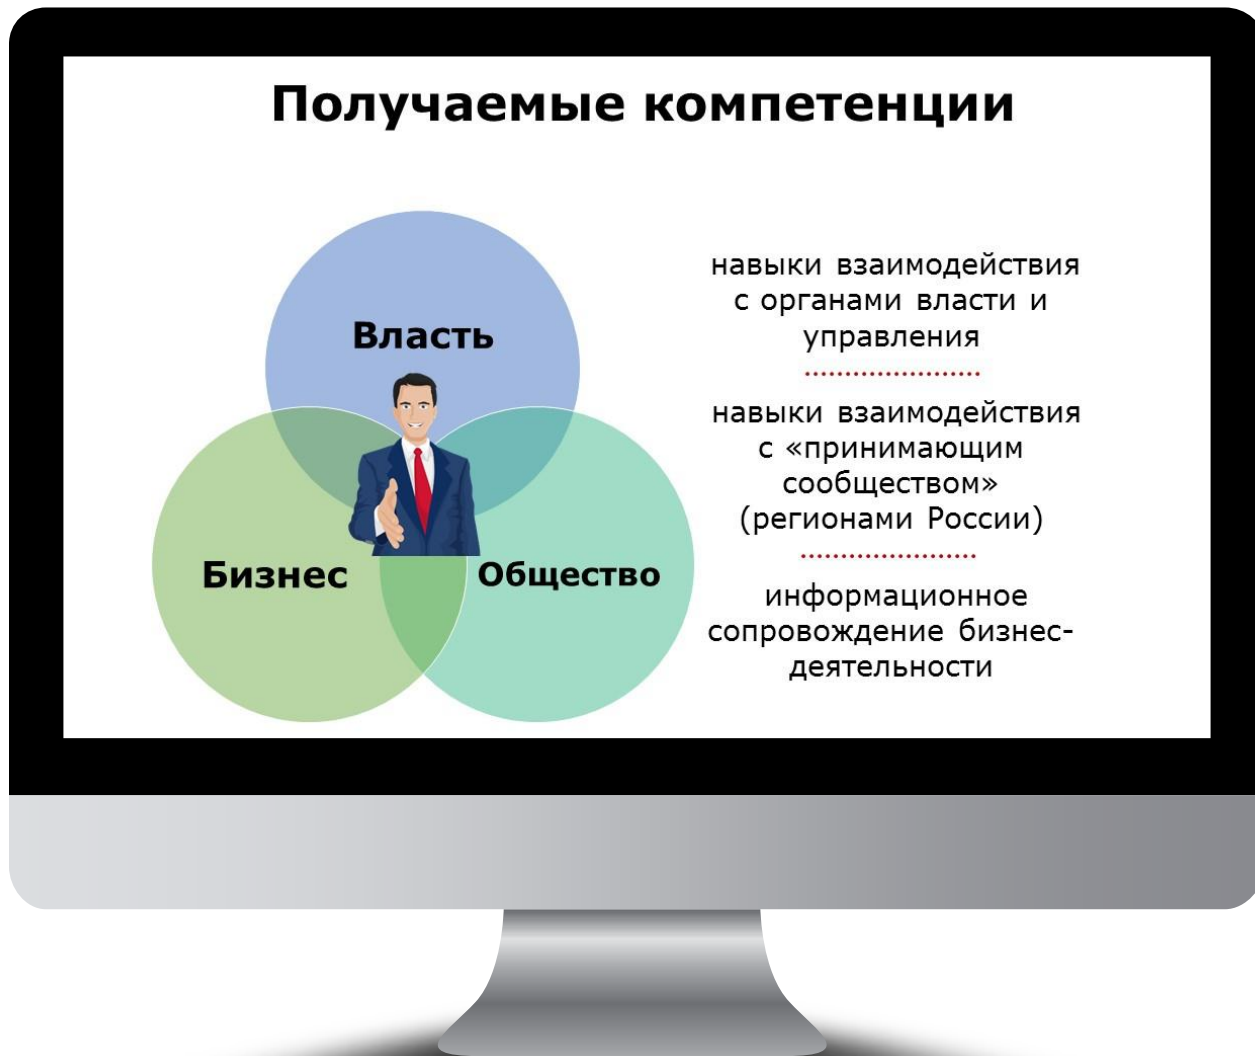 Получаемые компетенции
Власть
Бизнес
Общество
навыки взаимодействия
с органами власти и
управления
......................
навыки взаимодействия
с «принимающим
сообществом»
(регионами России)
......................
информационное
сопровождение бизнес-
деятельности